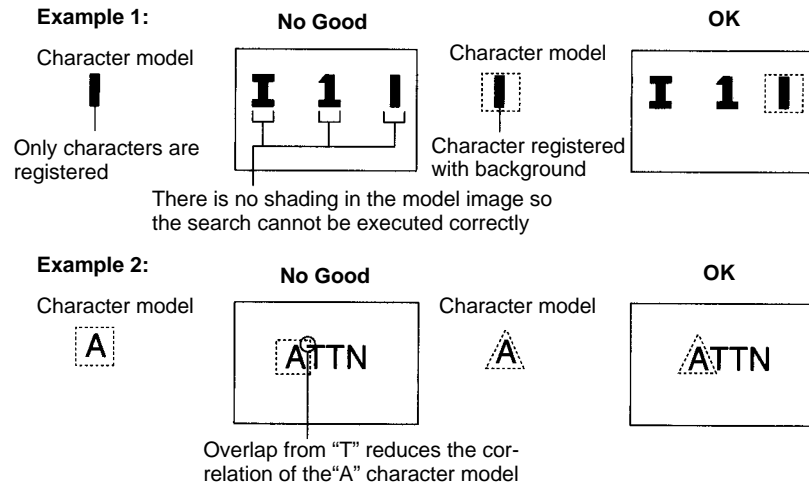 Example 1:
No Good
OK
Character model
Character model
I 1 l
I 1 l
Only characters are
registered
Character registered
with background
There is no shading in the model image so
the search cannot be executed correctly
Example 2:
No Good
OK
Character model
Character model
A
ATTN
A
ATTN
Overlap from “T” reduces the cor-
relation of the“A” character model